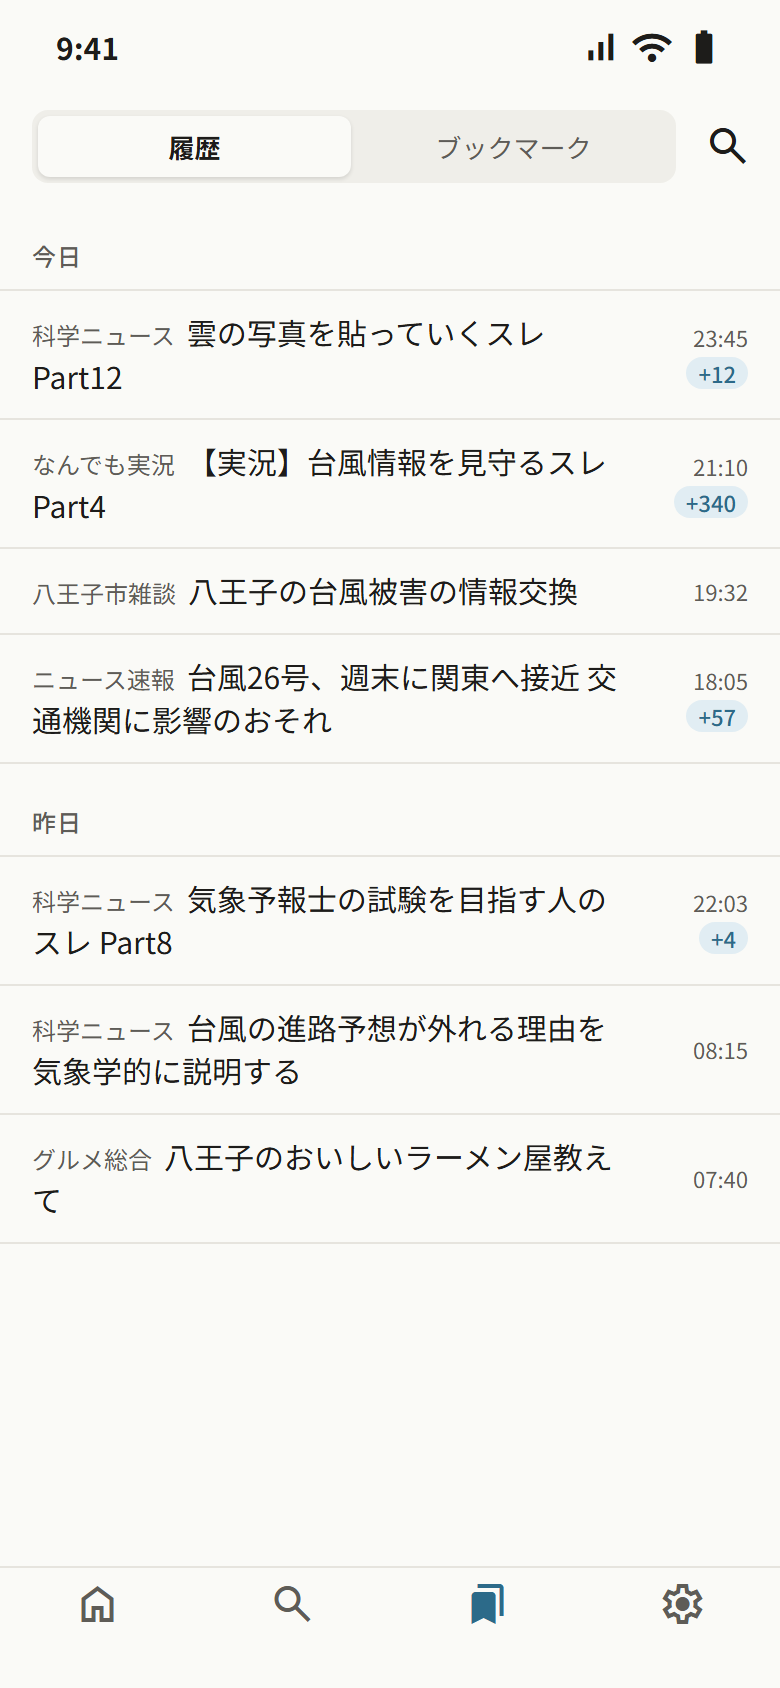 9:41
履歴
ブックマーク
今日
科学ニュース 雲の写真を貼っていくスレ
Part12
23:45
+12
なんでも実況 【実況】台風情報を見守るスレ
Part4
21:10
+340
八王子市雑談 八王子の台風被害の情報交換
19:32
ニュース速報 台風26号、週末に関東へ接近 交
通機関に影響のおそれ
18:05
+57
昨日
科学ニュース 気象予報士の試験を目指す人の
スレ Part8
22:03
+4
科学ニュース 台風の進路予想が外れる理由を
気象学的に説明する
08:15
グルメ総合 八王子のおいしいラーメン屋教え
て
07:40